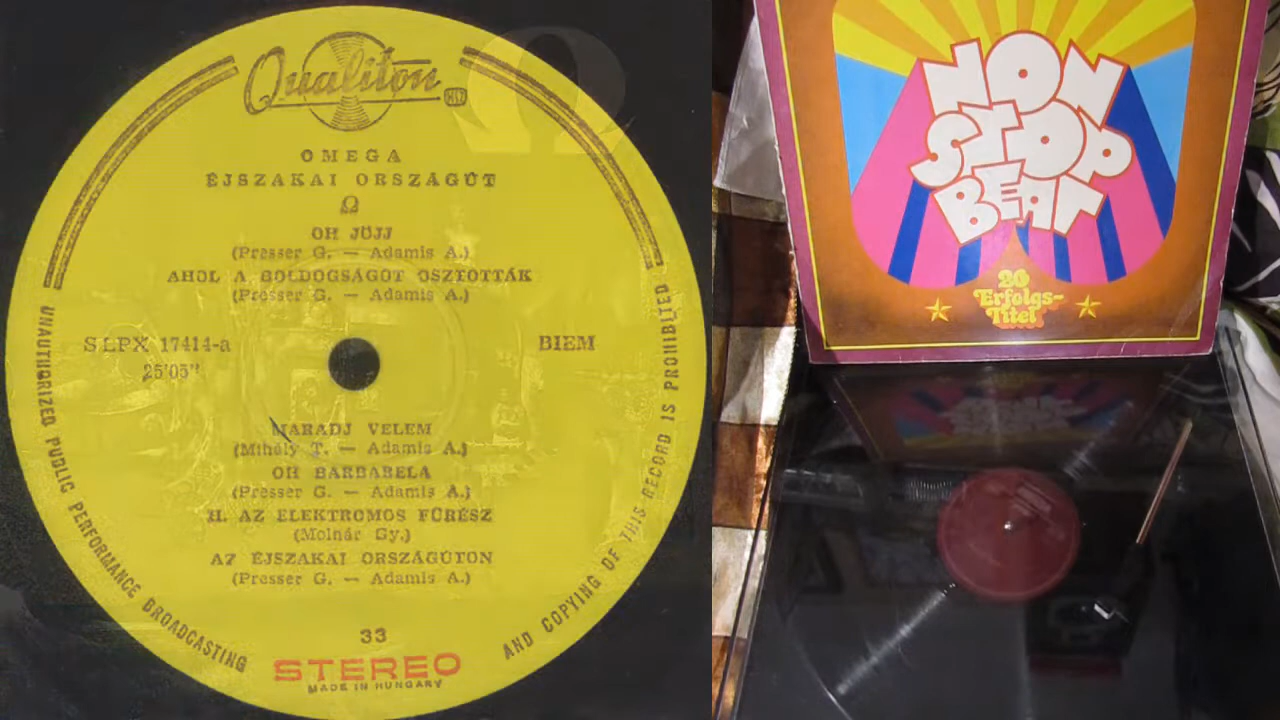 Qualiton
OMEGA
ÉJSZAKAI ORSZÁGÚT
Ω
OH JÜJJ
(Presser G. — Adamis A.)
AHOL A BOLDOGSÁGOT OSZTOTTÁK
(Presser G. — Adamis A.)
SLPX 17414-a
25'05"
BIEM
MARADJ VELEM
(Mihály T. — Adamis A.)
OH BARBARELA
(Presser G. — Adamis A.)
H. AZ ELEKTROMOS FŰRÉSZ
(Molnár Gy.)
AZ ÉJSZAKAI ORSZÁGÚTON
(Presser G. — Adamis A.)
33
STEREO
MADE IN HUNGARY
UNAUTHORIZED PUBLIC PERFORMANCE BROADCASTING
AND COPYING OF THIS RECORD IS PROHIBITED
NON
STOP
BEAT
20
Erfolgs-
Titel